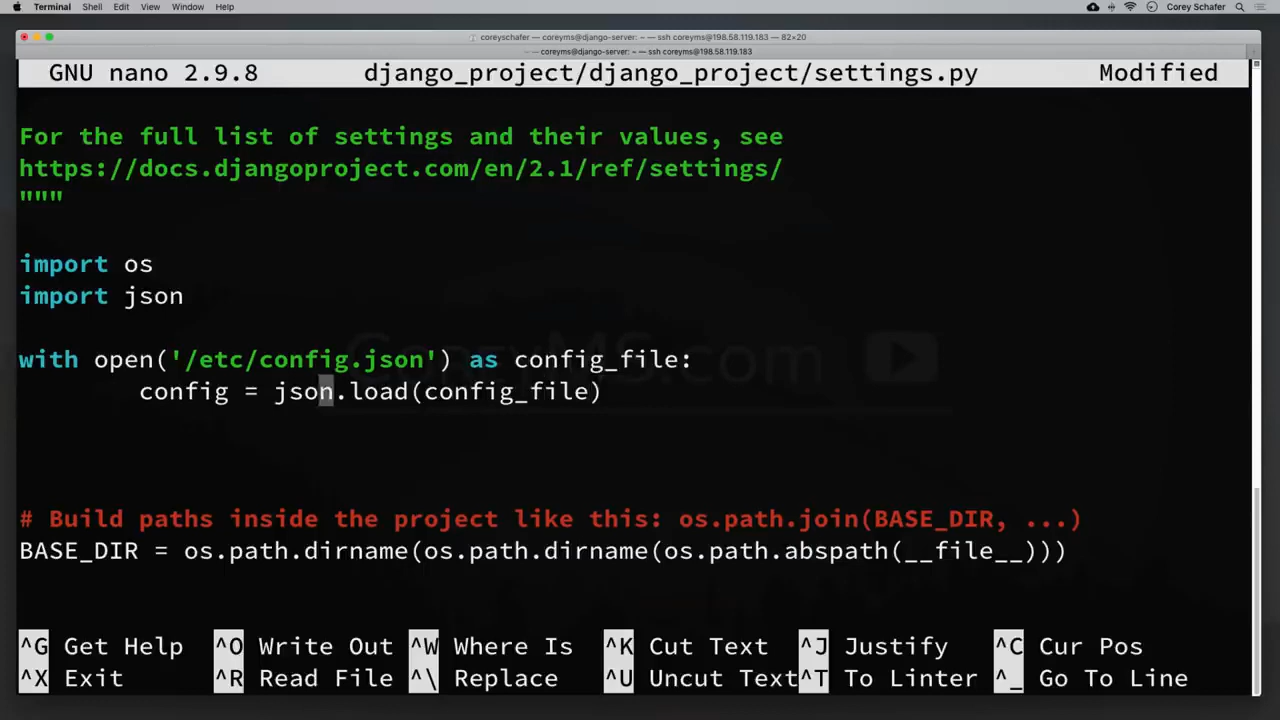 Terminal Shell Edit View Window Help Corey Schafer
coreyschafer — coreyms@django-server: ~ — ssh coreyms@198.58.119.183 — 82×20
coreyms@django-server: ~ — ssh coreyms@198.58.119.183
GNU nano 2.9.8 django_project/django_project/settings.py Modified
For the full list of settings and their values, see
https://docs.djangoproject.com/en/2.1/ref/settings/
"""
import os
import json
with open('/etc/config.json') as config_file:
        config = json.load(config_file)
CoreyMS.com
# Build paths inside the project like this: os.path.join(BASE_DIR, ...)
BASE_DIR = os.path.dirname(os.path.dirname(os.path.abspath(__file__)))
^G Get Help ^O Write Out ^W Where Is ^K Cut Text ^J Justify ^C Cur Pos
^X Exit ^R Read File ^\ Replace ^U Uncut Text ^T To Linter ^_ Go To Line